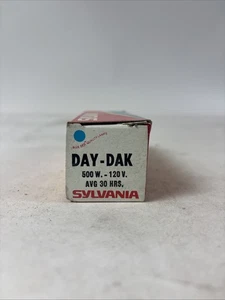 DAY-DAK
500 W. - 120 V.
AVG 30 HRS,
SYLVANIA